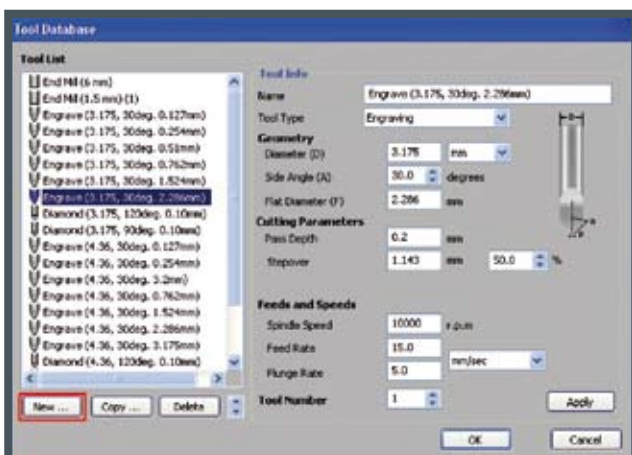 Tool Database
Tool List
End Mill (6 mm)
End Mill (1.5 mm) (1)
Engrave (3.175, 30deg. 0.127mm)
Engrave (3.175, 30deg. 0.254mm)
Engrave (3.175, 30deg. 0.51mm)
Engrave (3.175, 30deg. 0.762mm)
Engrave (3.175, 30deg. 1.524mm)
Engrave (3.175, 30deg. 2.286mm)
Diamond (3.175, 120deg. 0.10mm)
Diamond (3.175, 90deg. 0.10mm)
Engrave (4.36, 30deg. 0.127mm)
Engrave (4.36, 30deg. 0.254mm)
Engrave (4.36, 30deg. 3.2mm)
Engrave (4.36, 30deg. 0.762mm)
Engrave (4.36, 30deg. 1.524mm)
Engrave (4.36, 30deg. 2.286mm)
Engrave (4.36, 30deg. 3.175mm)
Diamond (4.36, 120deg. 0.10mm)
New ... Copy ... Delete
Tool Info
Name Engrave (3.175, 30deg. 2.286mm)
Tool Type Engraving
Geometry
Diameter (D) 3.175 mm
Side Angle (A) 30.0 degrees
Flat Diameter (F) 2.286 mm
Cutting Parameters
Pass Depth 0.2 mm
Stepover 1.143 mm 50.0 %
Feeds and Speeds
Spindle Speed 10000 r.p.m
Feed Rate 15.0
mm/sec
Plunge Rate 5.0
Tool Number 1
Apply
OK Cancel